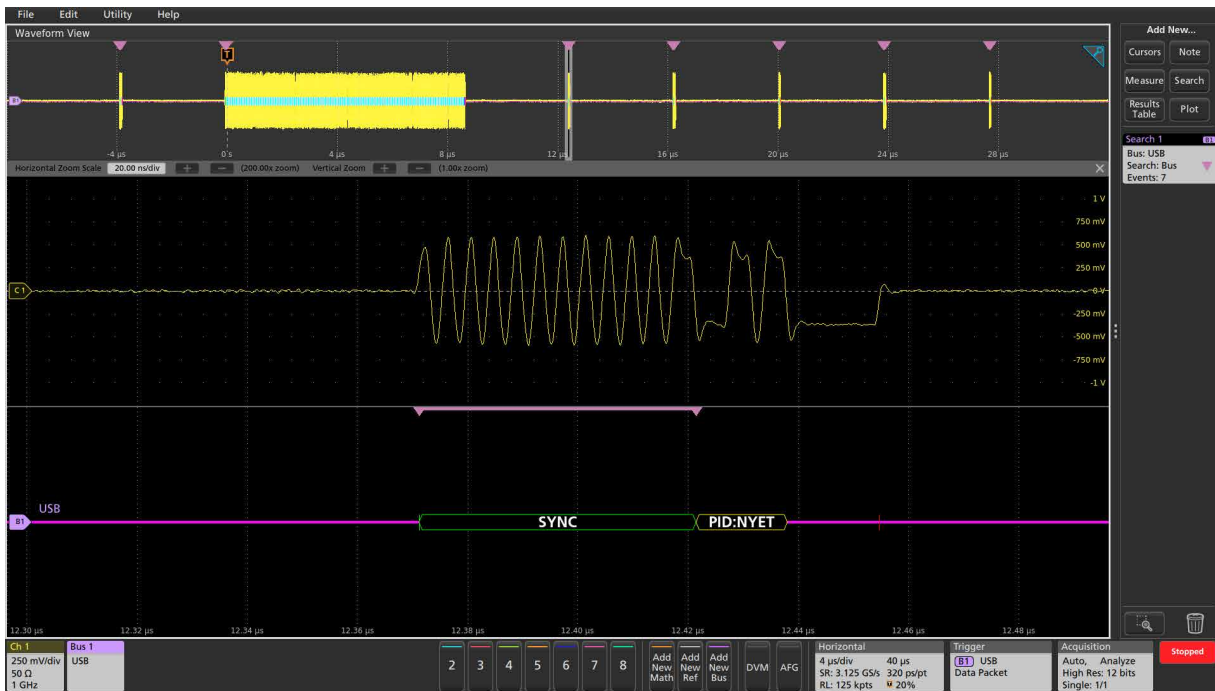 File Edit Utility Help
Waveform View
Add New...
Cursors Note
Measure Search
Results Table Plot
Search 1 B1
Bus: USB
Search: Bus
Events: 7
T
B1
-4 µs 0 s 4 µs 8 µs 12 µs 16 µs 20 µs 24 µs 28 µs
Horizontal Zoom Scale 20.00 ns/div + − (200.00x zoom) Vertical Zoom + − (1.00x zoom) ×
1 V
750 mV
500 mV
250 mV
C1 0 V
-250 mV
-500 mV
-750 mV
-1 V
USB
B1 SYNC PID:NYET
12.30 µs 12.32 µs 12.34 µs 12.36 µs 12.38 µs 12.40 µs 12.42 µs 12.44 µs 12.46 µs 12.48 µs
Ch 1
250 mV/div
50 Ω
1 GHz
Bus 1
USB
2 3 4 5 6 7 8
Add New Math
Add New Ref
Add New Bus
DVM AFG
Horizontal
4 µs/div 40 µs
SR: 3.125 GS/s 320 ps/pt
RL: 125 kpts 20%
Trigger
B1 USB
Data Packet
Acquisition
Auto, Analyze
High Res: 12 bits
Single: 1/1
Stopped